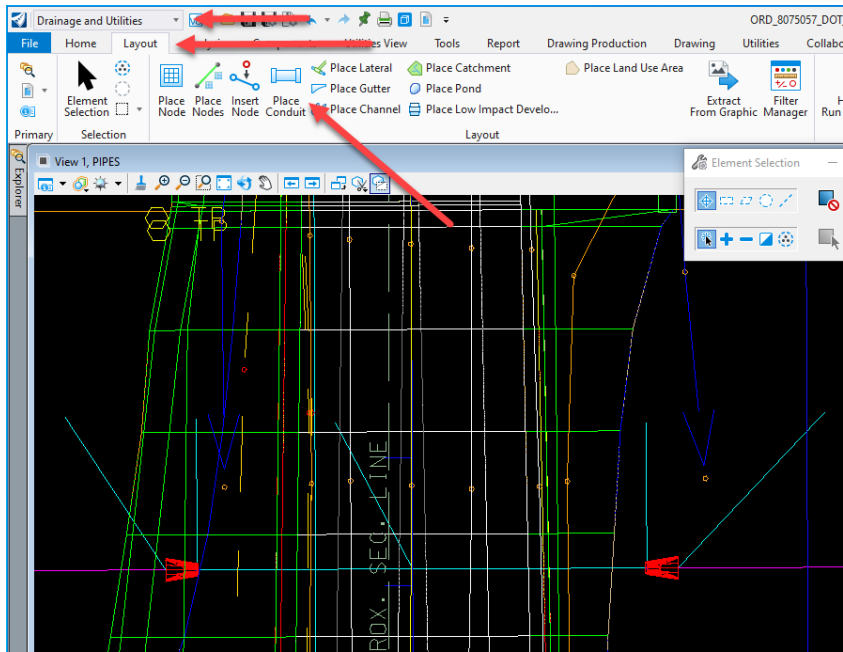 Drainage and Utilities
ORD_8075057_DOT
File Home Layout Utilities View Tools Report Drawing Production Drawing Utilities Collabo
Element Selection
Place Node
Place Nodes
Insert Node
Place Conduit
Place Lateral
Place Gutter
Place Channel
Place Catchment
Place Pond
Place Low Impact Develo...
Place Land Use Area
Extract From Graphic
Filter Manager
H
Run
Primary Selection Layout
Explorer
View 1, PIPES
Element Selection
TP
ROX. SEC. LINE